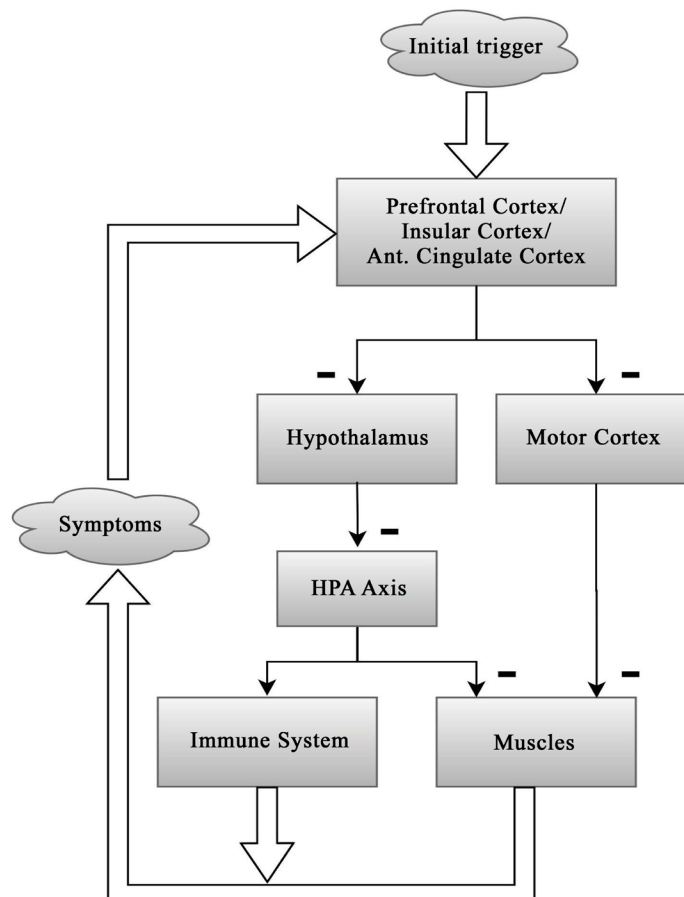 Initial trigger
Prefrontal Cortex/
Insular Cortex/
Ant. Cingulate Cortex
-
-
Hypothalamus
Motor Cortex
Symptoms
-
HPA Axis
-
-
Immune System
Muscles